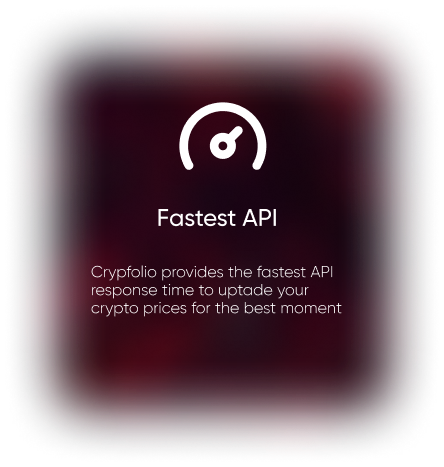 Fastest API
Crypfolio provides the fastest API
response time to uptade your
crypto prices for the best moment